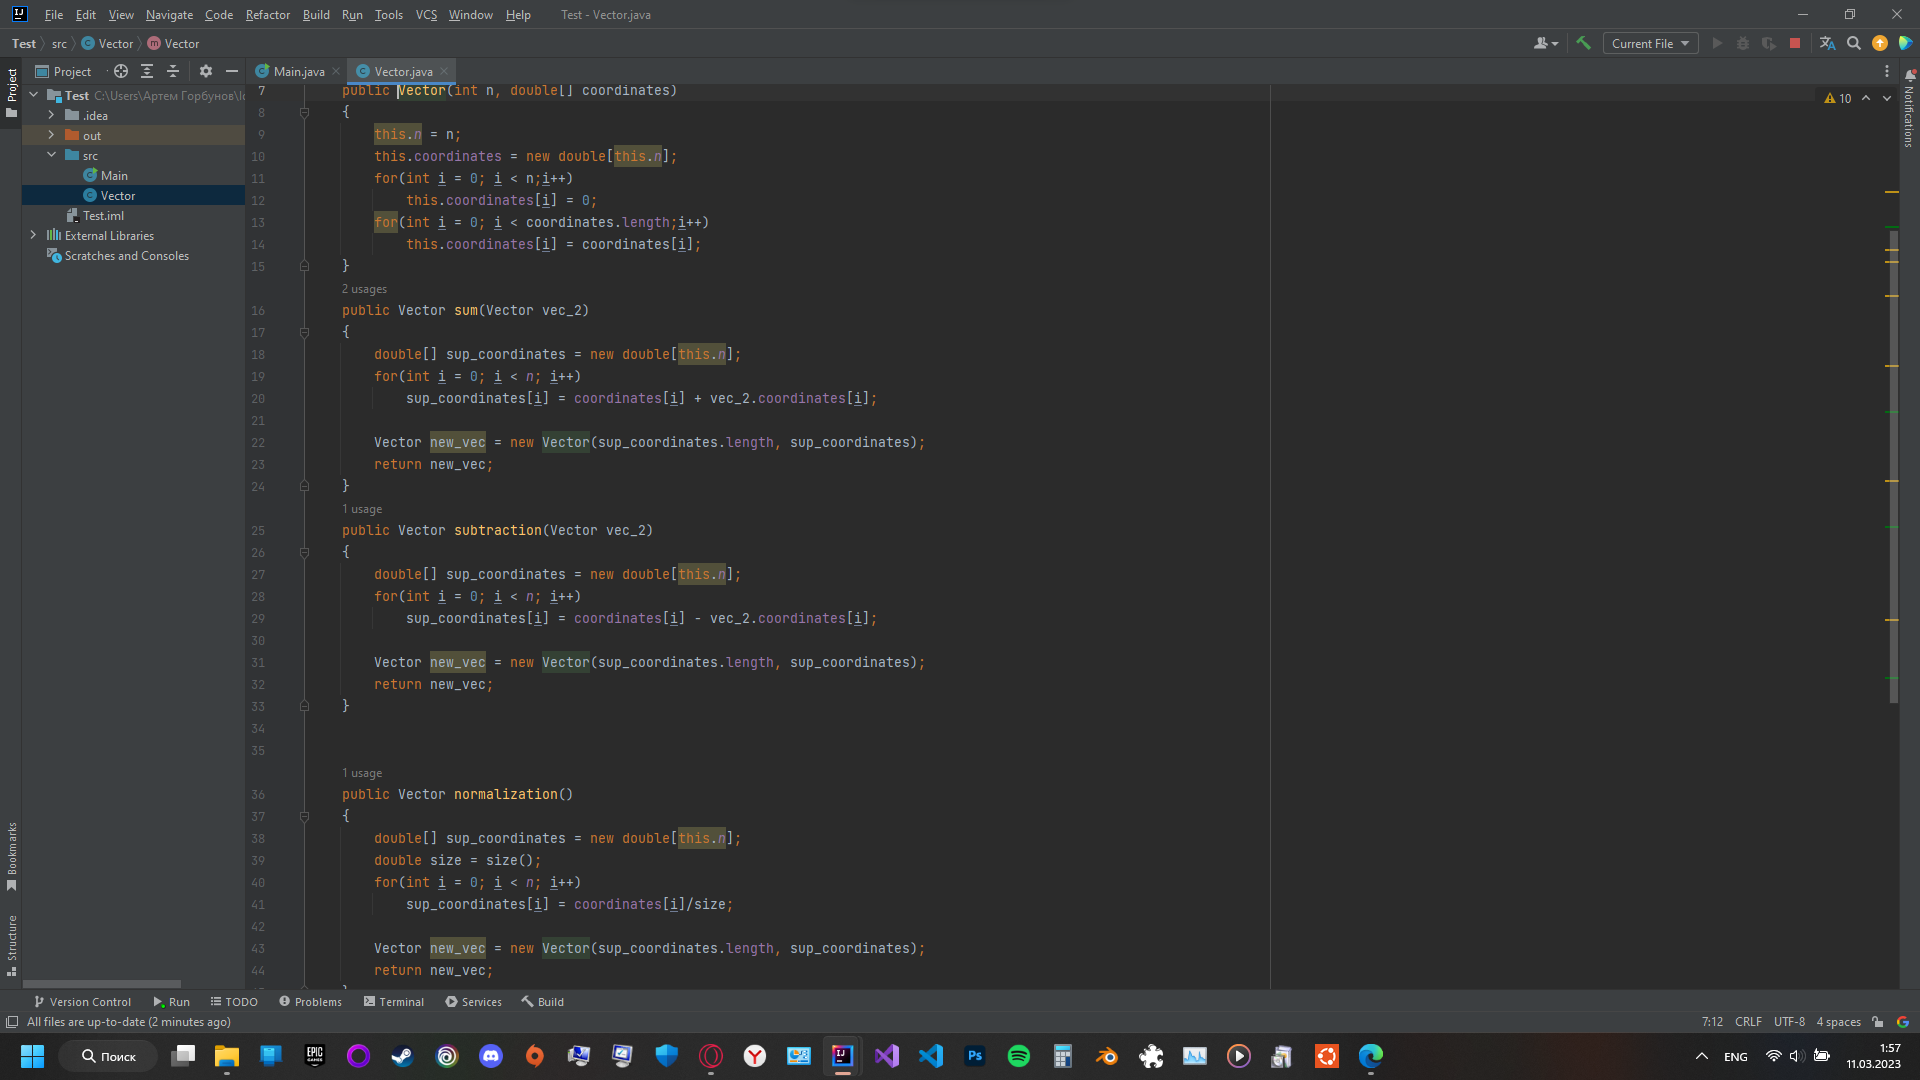 File Edit View Navigate Code Refactor Build Run Tools VCS Window Help Test - Vector.java
Test src Vector Vector
Current File
Project
Main.java Vector.java
Project
Test C:\Users\Артем Горбунов\
.idea
out
src
Main
Vector
Test.iml
External Libraries
Scratches and Consoles
Bookmarks
Structure
Notifications
10
7 public Vector(int n, double[] coordinates)
8 {
9 this.n = n;
10 this.coordinates = new double[this.n];
11 for(int i = 0; i < n;i++)
12 this.coordinates[i] = 0;
13 for(int i = 0; i < coordinates.length;i++)
14 this.coordinates[i] = coordinates[i];
15 }
2 usages
16 public Vector sum(Vector vec_2)
17 {
18 double[] sup_coordinates = new double[this.n];
19 for(int i = 0; i < n; i++)
20 sup_coordinates[i] = coordinates[i] + vec_2.coordinates[i];
21
22 Vector new_vec = new Vector(sup_coordinates.length, sup_coordinates);
23 return new_vec;
24 }
1 usage
25 public Vector subtraction(Vector vec_2)
26 {
27 double[] sup_coordinates = new double[this.n];
28 for(int i = 0; i < n; i++)
29 sup_coordinates[i] = coordinates[i] - vec_2.coordinates[i];
30
31 Vector new_vec = new Vector(sup_coordinates.length, sup_coordinates);
32 return new_vec;
33 }
34
35
1 usage
36 public Vector normalization()
37 {
38 double[] sup_coordinates = new double[this.n];
39 double size = size();
40 for(int i = 0; i < n; i++)
41 sup_coordinates[i] = coordinates[i]/size;
42
43 Vector new_vec = new Vector(sup_coordinates.length, sup_coordinates);
44 return new_vec;
Version Control Run TODO Problems Terminal Services Build
All files are up-to-date (2 minutes ago)
7:12 CRLF UTF-8 4 spaces
Поиск
ENG
1:57
11.03.2023